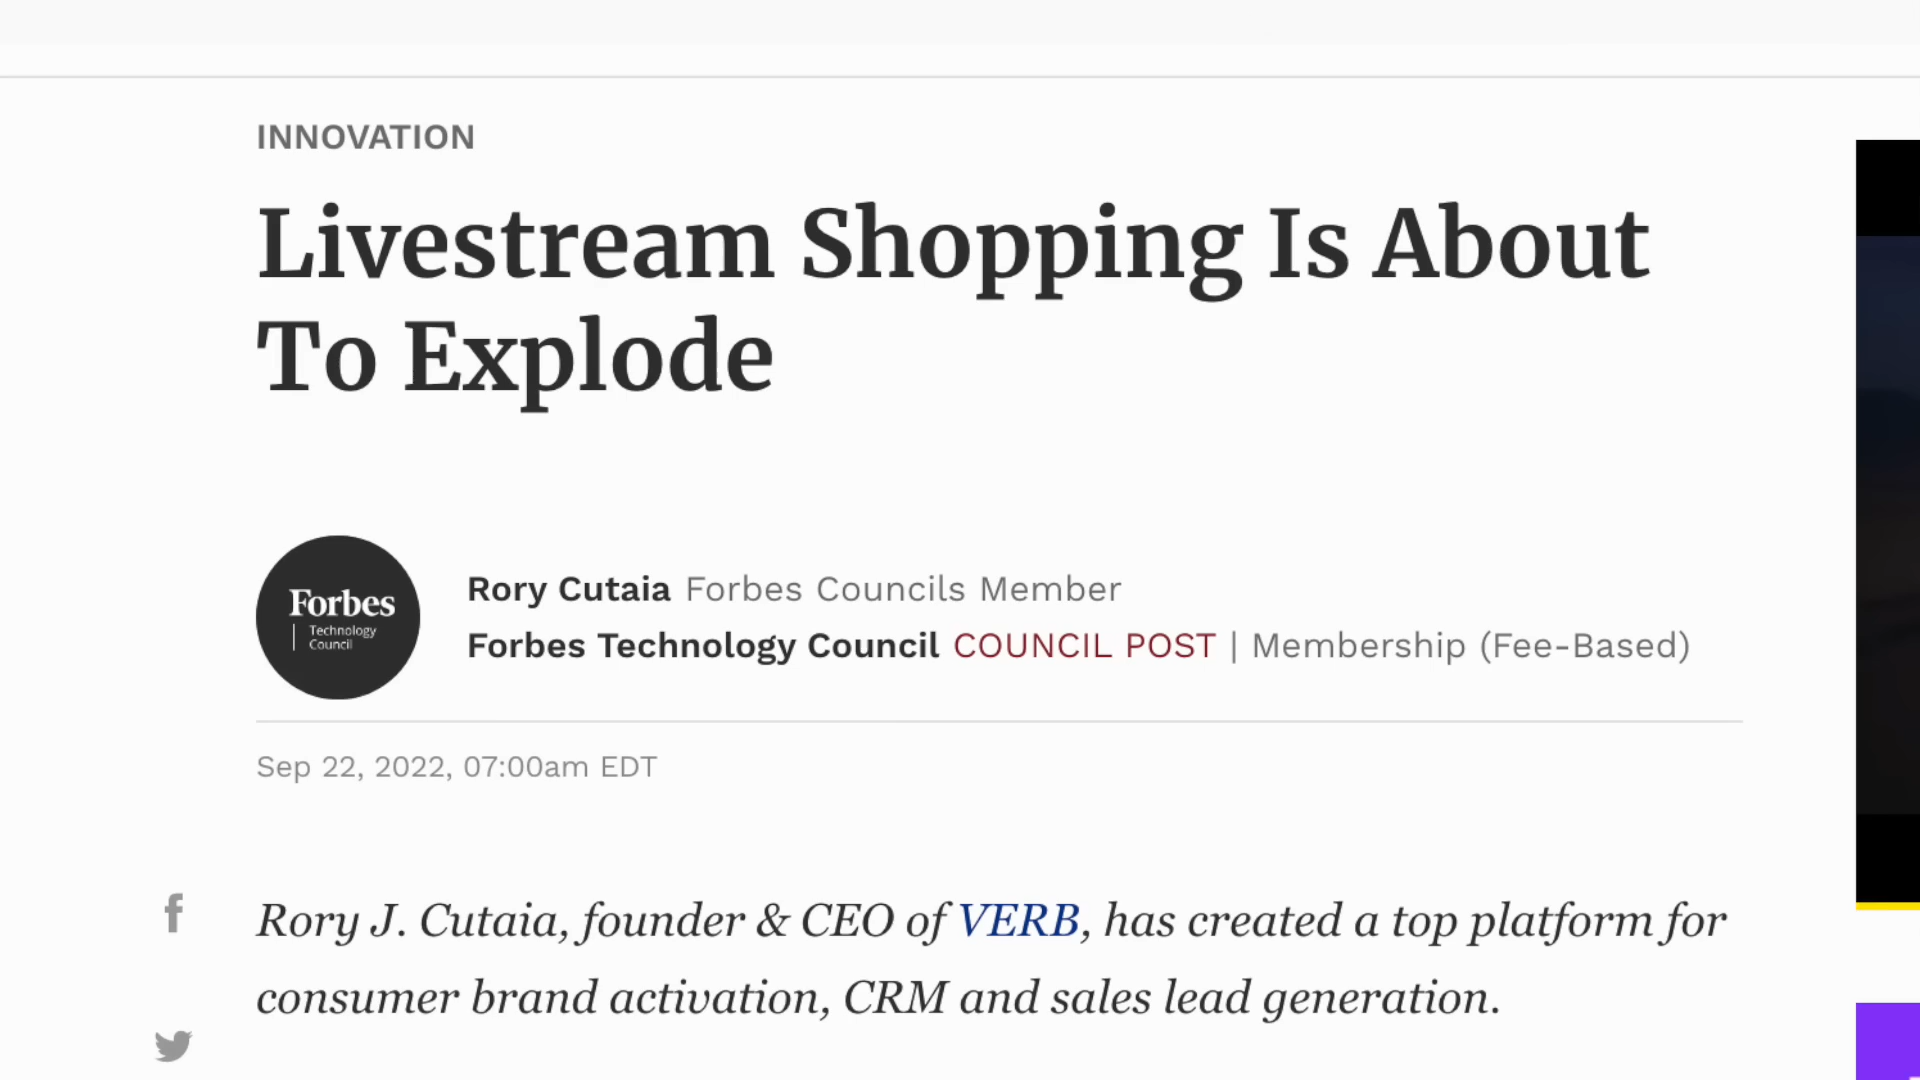 INNOVATION
Livestream Shopping Is About
To Explode
Forbes
Technology
Council
Rory Cutaia Forbes Councils Member
Forbes Technology Council COUNCIL POST | Membership (Fee-Based)
Sep 22, 2022, 07:00am EDT
Rory J. Cutaia, founder & CEO of VERB, has created a top platform for
consumer brand activation, CRM and sales lead generation.